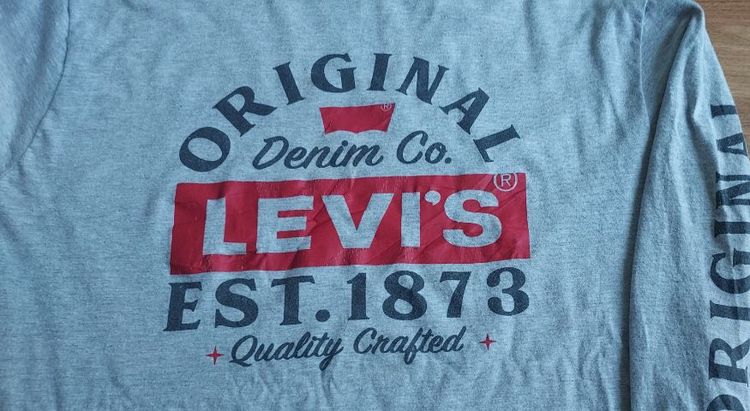 ORIGINAL
®
Denim Co.
LEVI'S®
EST. 1873
Quality Crafted
ORIGINAL